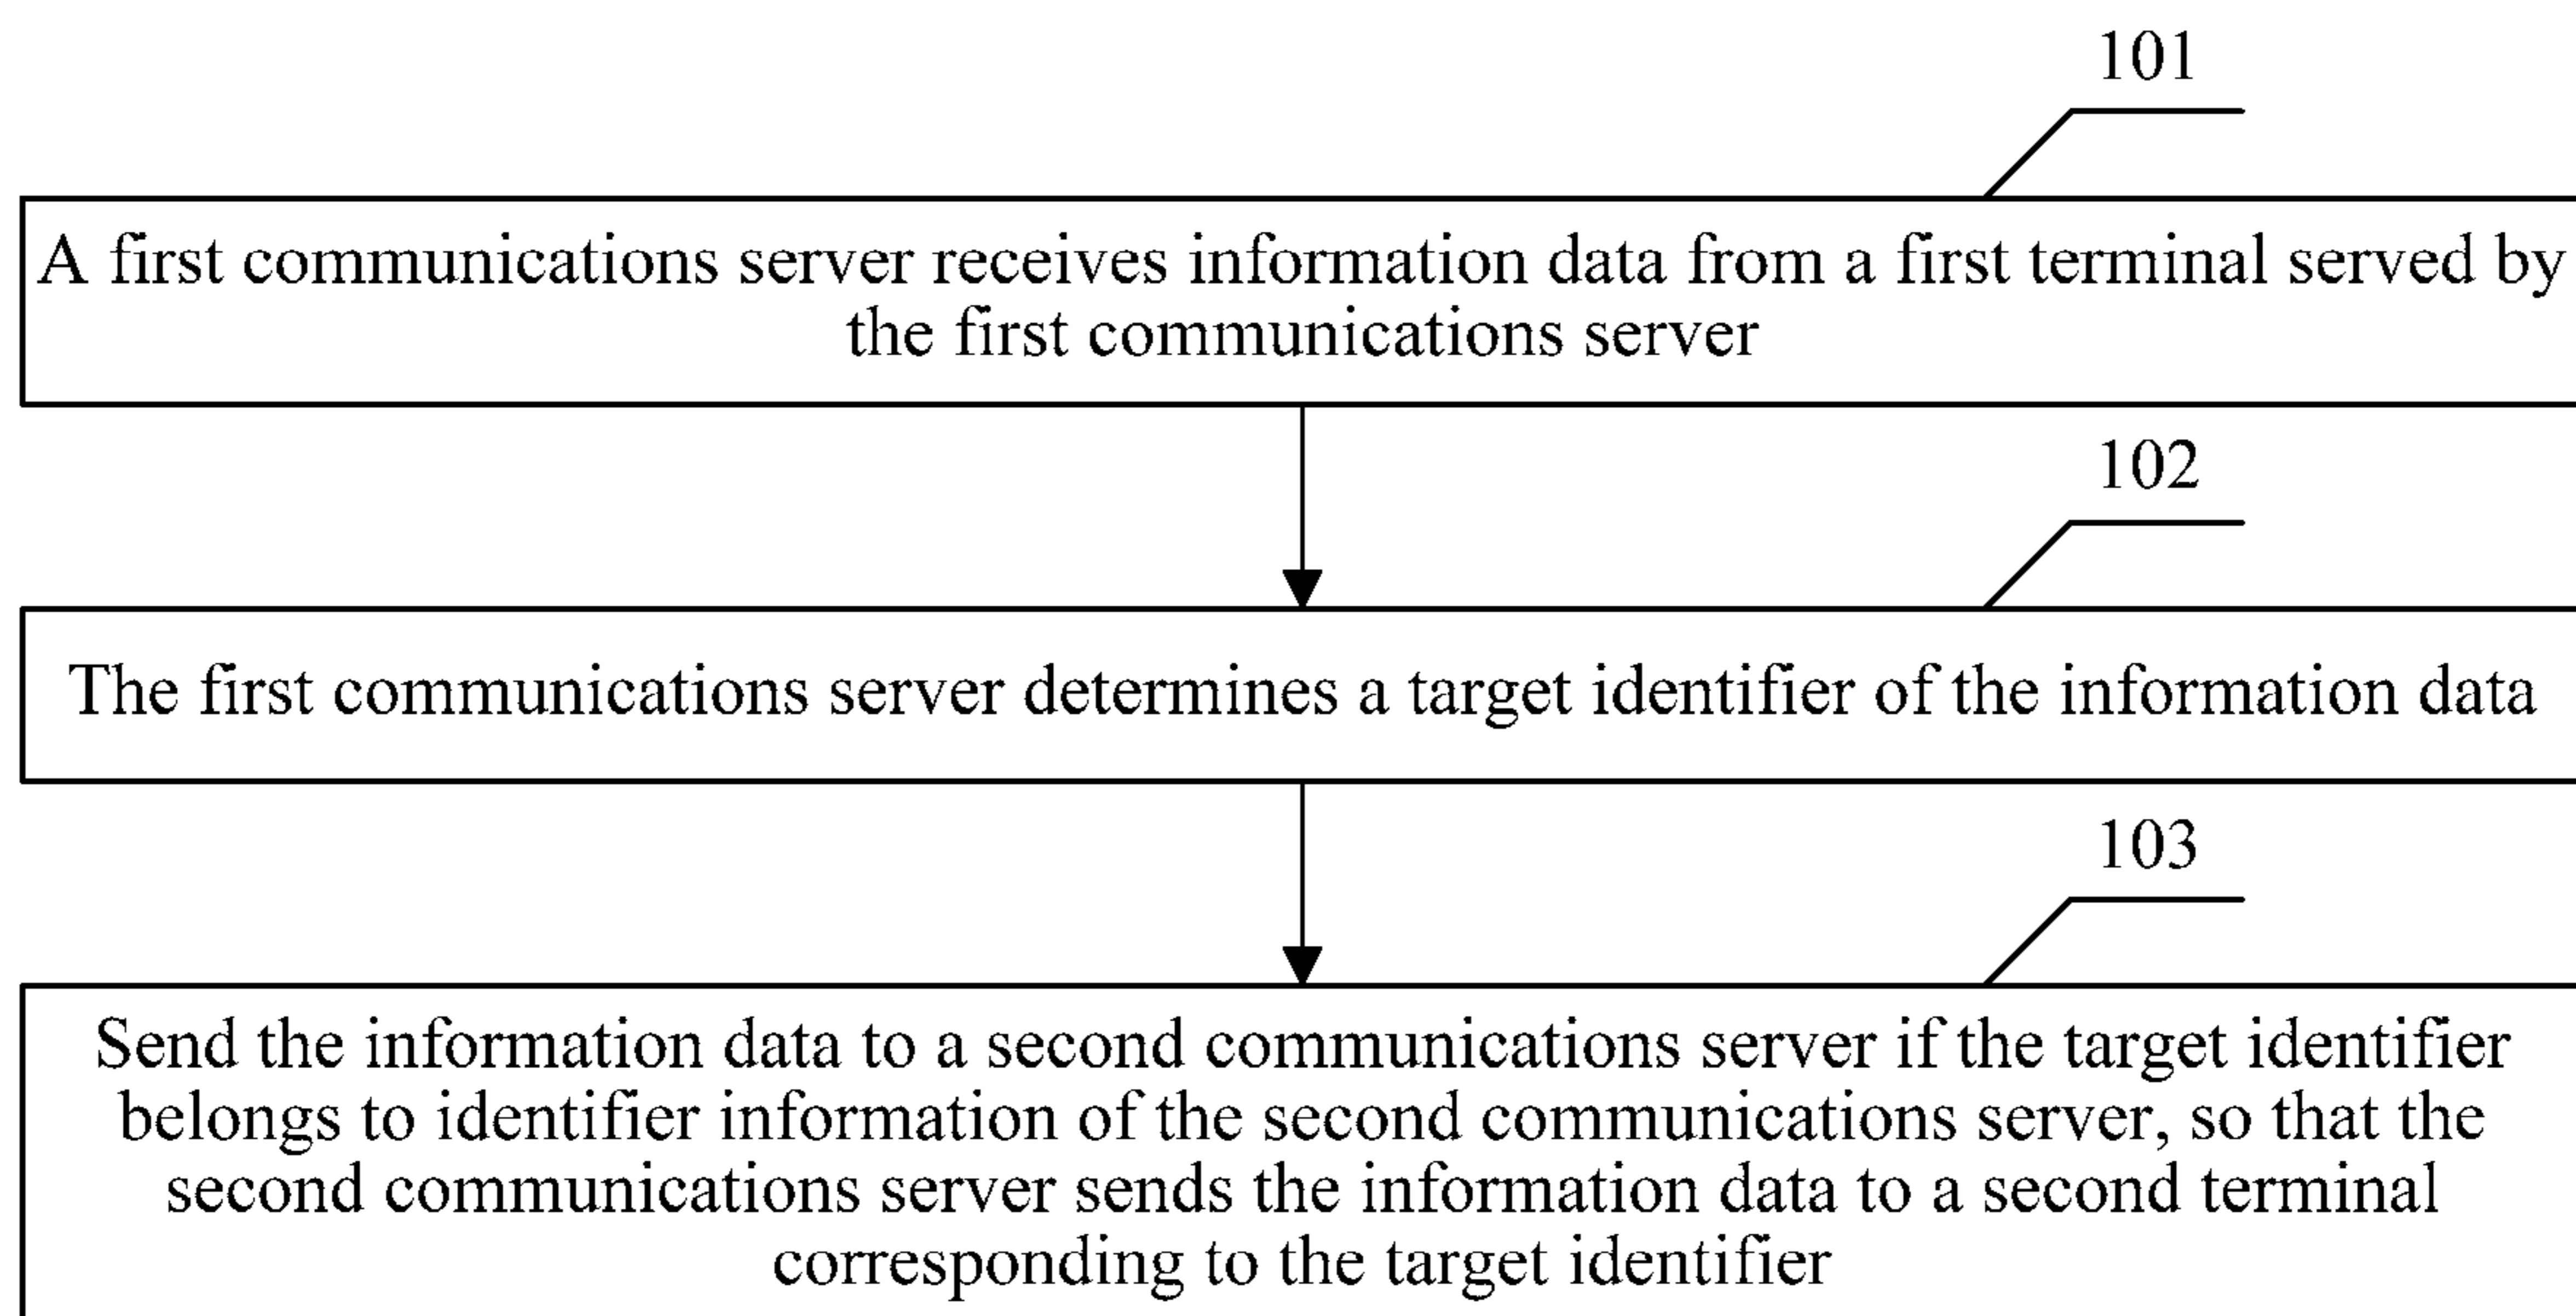 101
A first communications server receives information data from a first terminal served by
the first communications server
102
The first communications server determines a target identifier of the information data
103
Send the information data to a second communications server if the target identifier
belongs to identifier information of the second communications server, so that the
second communications server sends the information data to a second terminal
corresponding to the target identifier